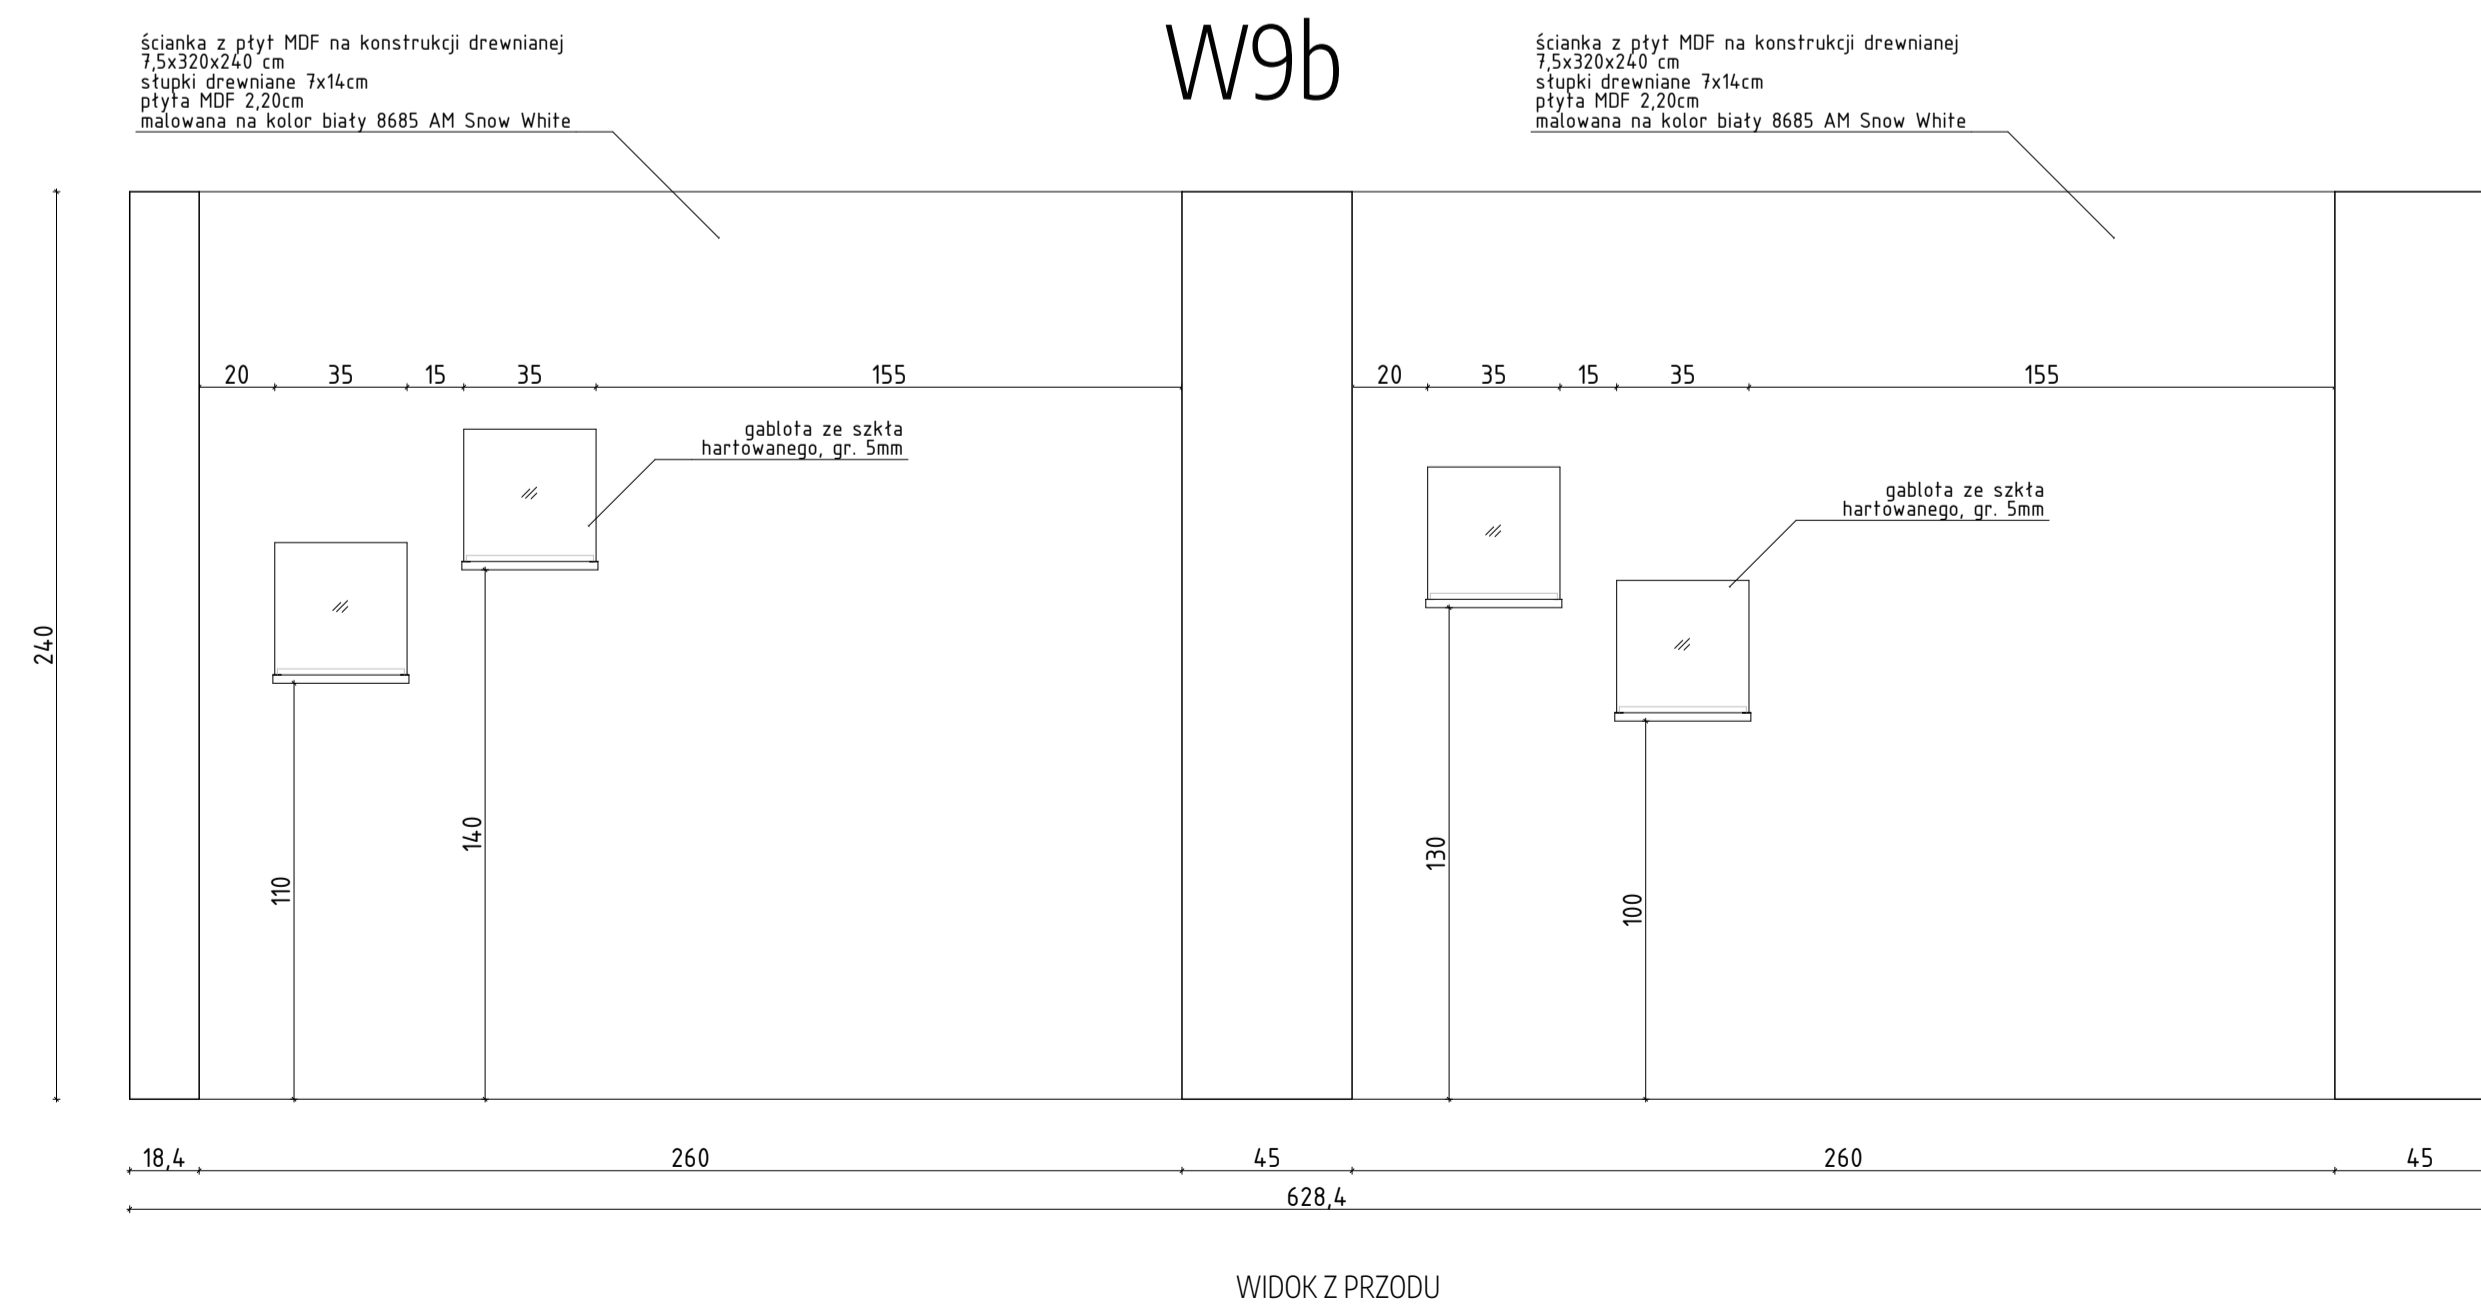 W9b
ścianka z płyt MDF na konstrukcji drewnianej
7,5x320x240 cm
słupki drewniane 7x14cm
płyta MDF 2,20cm
malowana na kolor biały 8685 AM Snow White
ścianka z płyt MDF na konstrukcji drewnianej
7,5x320x240 cm
słupki drewniane 7x14cm
płyta MDF 2,20cm
malowana na kolor biały 8685 AM Snow White
20 35 15 35 155
20 35 15 35 155
gablota ze szkła
hartowanego, gr. 5mm
gablota ze szkła
hartowanego, gr. 5mm
240
110
140
130
100
18,4 260 45 260 45
628,4
WIDOK Z PRZODU